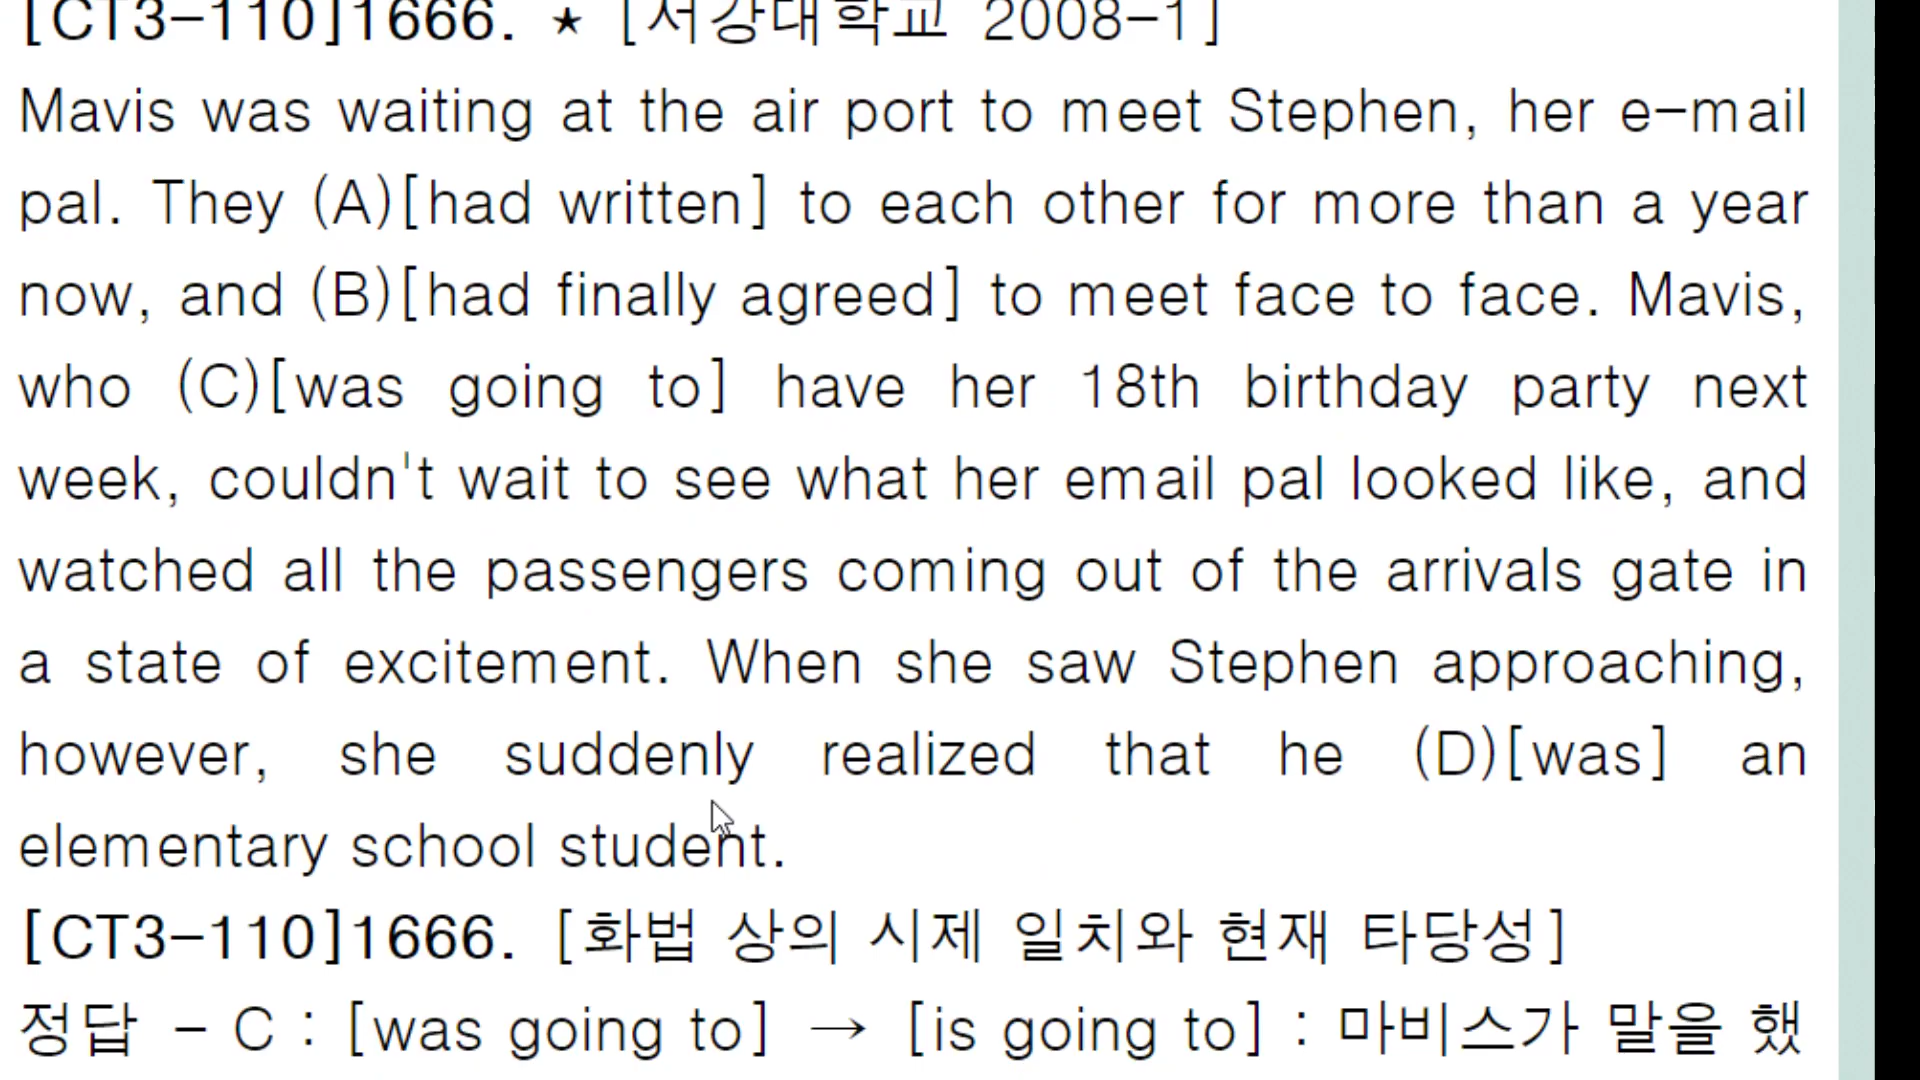 [CT3-110]1666. ★ [서강대학교 2008-1]
Mavis was waiting at the air port to meet Stephen, her e-mail
pal. They (A)[had written] to each other for more than a year
now, and (B)[had finally agreed] to meet face to face. Mavis,
who (C)[was going to] have her 18th birthday party next
week, couldn't wait to see what her email pal looked like, and
watched all the passengers coming out of the arrivals gate in
a state of excitement. When she saw Stephen approaching,
however, she suddenly realized that he (D)[was] an
elementary school student.
[CT3-110]1666. [화법 상의 시제 일치와 현재 타당성]
정답 - C : [was going to] → [is going to] : 마비스가 말을 했